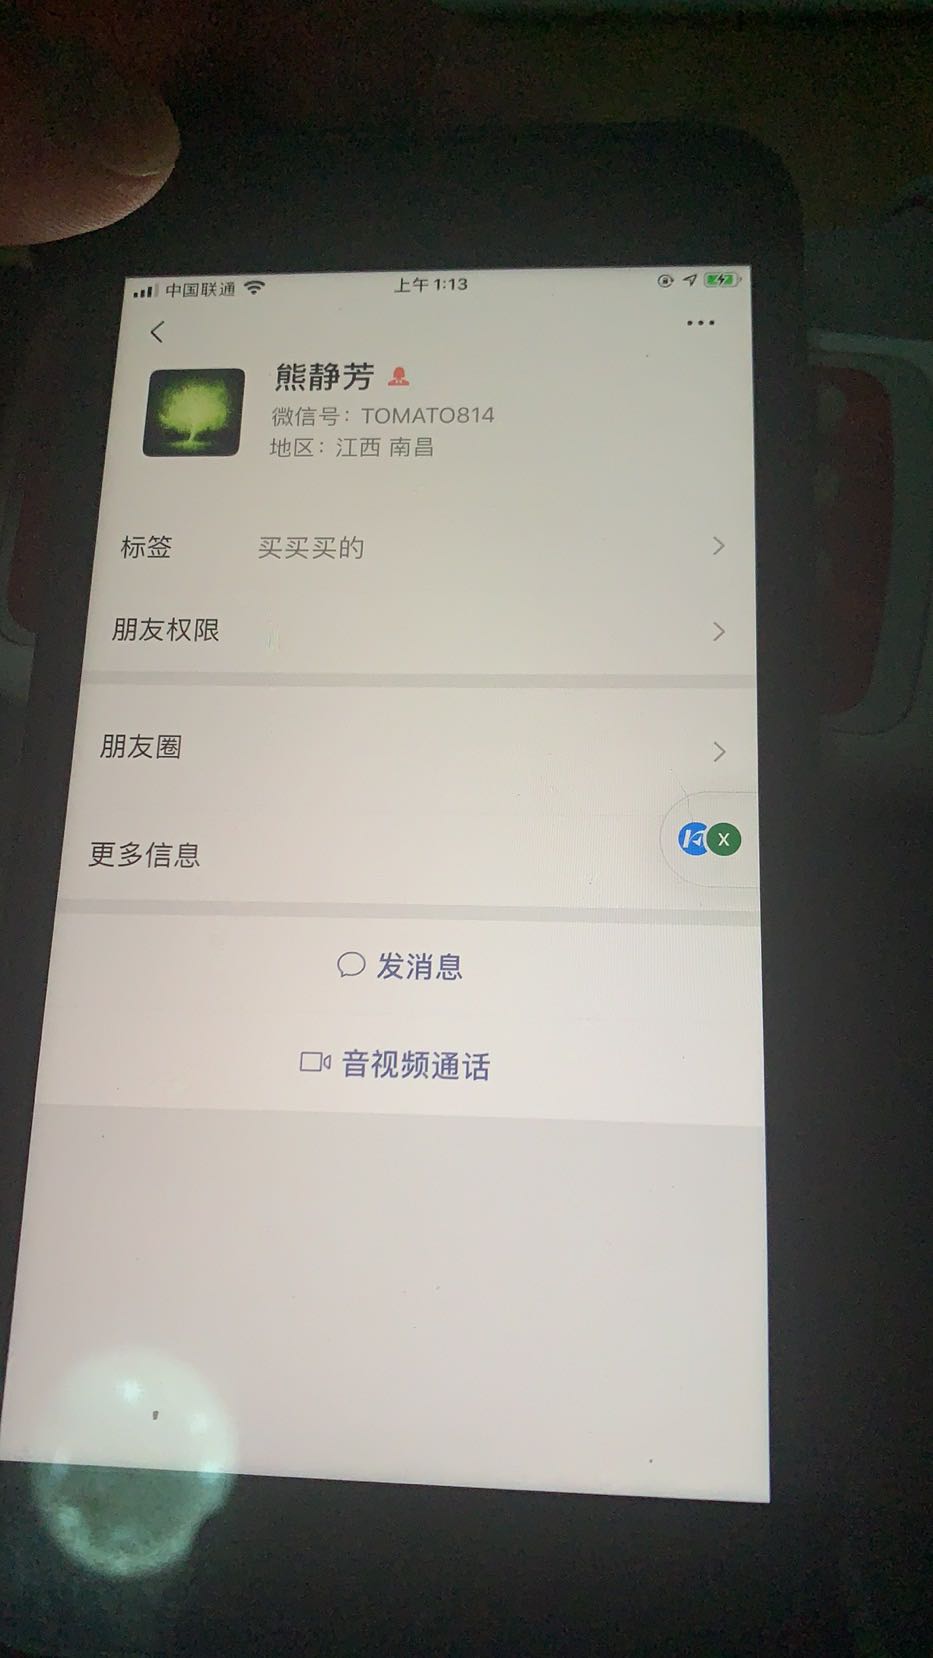 中国联通 上午1:13
熊静芳
微信号：TOMATO814
地区：江西 南昌
标签 买买买的
朋友权限
朋友圈
更多信息
X
发消息
音视频通话